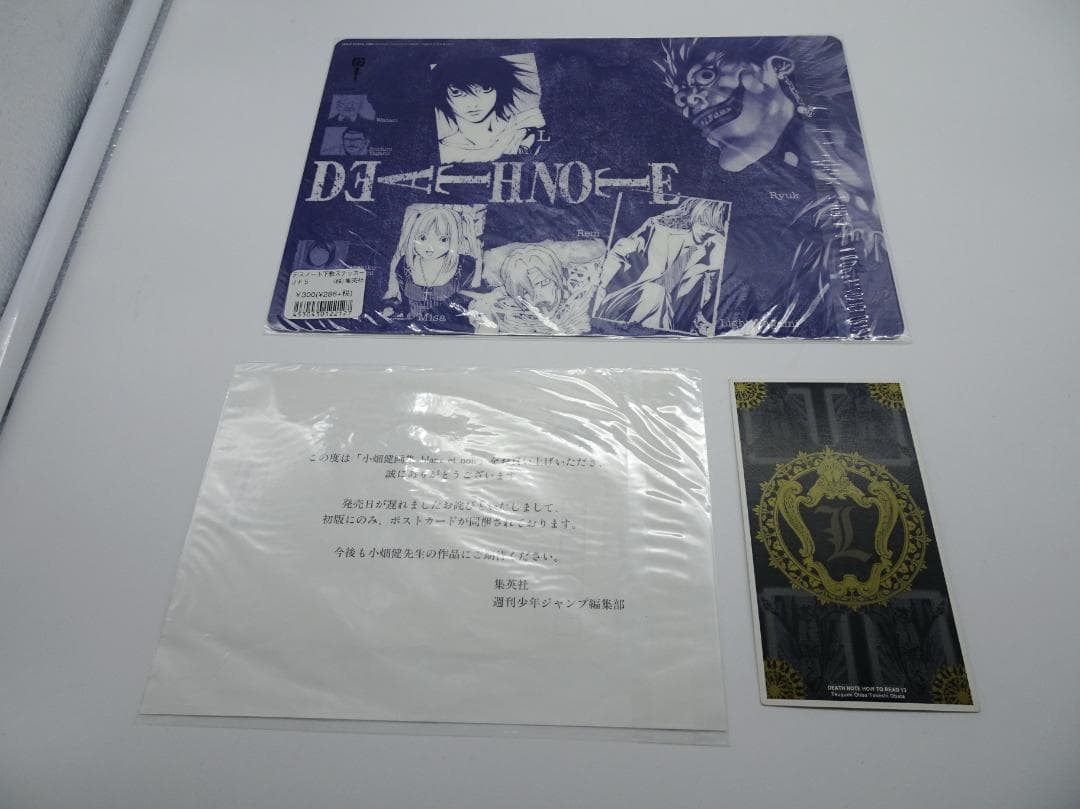 Watari
L
DEATHNOTE
Ryuk
Rem
デスノート下敷ステッカー
JFS (株)集英社
¥300(¥286+税)
Misa
この度は「小畑健画集 blanc et noir」をお買い上げいただき、
誠にありがとうございます。
発売日が遅れましたお詫びといたしまして、
初版にのみ、ポストカードが同梱されております。
今後も小畑健先生の作品にご期待ください。
集英社
週刊少年ジャンプ編集部
L
DEATH NOTE HOW TO READ 13
Tsugumi Ohba/Takeshi Obata